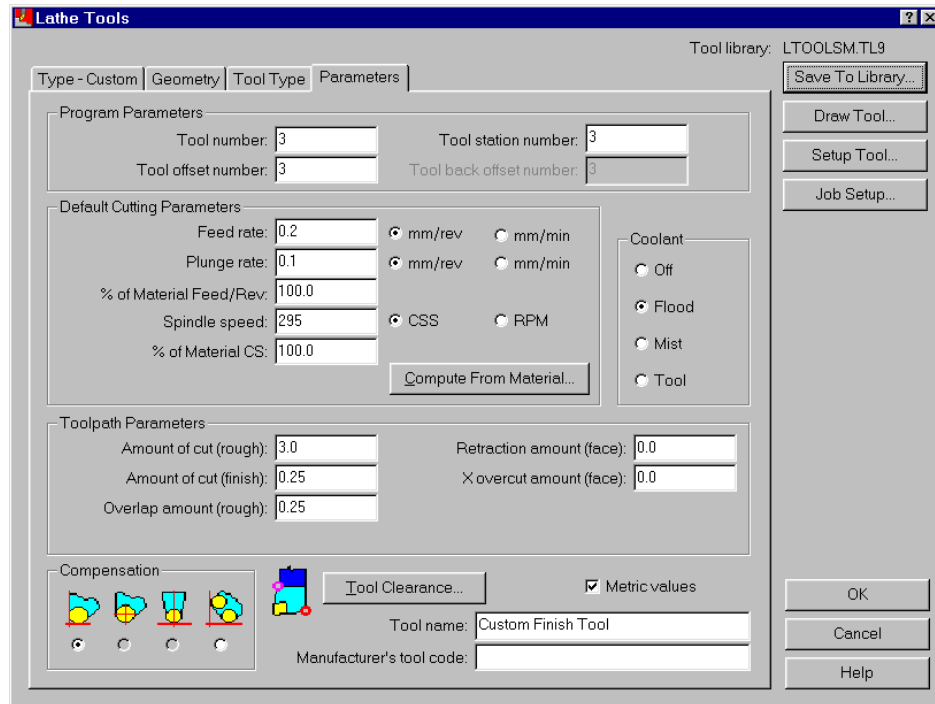 Lathe Tools
Tool library: LTOOLSM.TL9
Type - Custom Geometry Tool Type Parameters
Save To Library...
Draw Tool...
Setup Tool...
Job Setup...
Program Parameters
Tool number: 3 Tool station number: 3
Tool offset number: 3 Tool back offset number: 3
Default Cutting Parameters
Feed rate: 0.2 mm/rev mm/min
Plunge rate: 0.1 mm/rev mm/min
% of Material Feed/Rev: 100.0
Spindle speed: 295 CSS RPM
% of Material CS: 100.0
Compute From Material...
Coolant
Off
Flood
Mist
Tool
Toolpath Parameters
Amount of cut (rough): 3.0 Retraction amount (face): 0.0
Amount of cut (finish): 0.25 X overcut amount (face): 0.0
Overlap amount (rough): 0.25
Compensation
Tool Clearance... Metric values
Tool name: Custom Finish Tool
Manufacturer's tool code:
OK
Cancel
Help